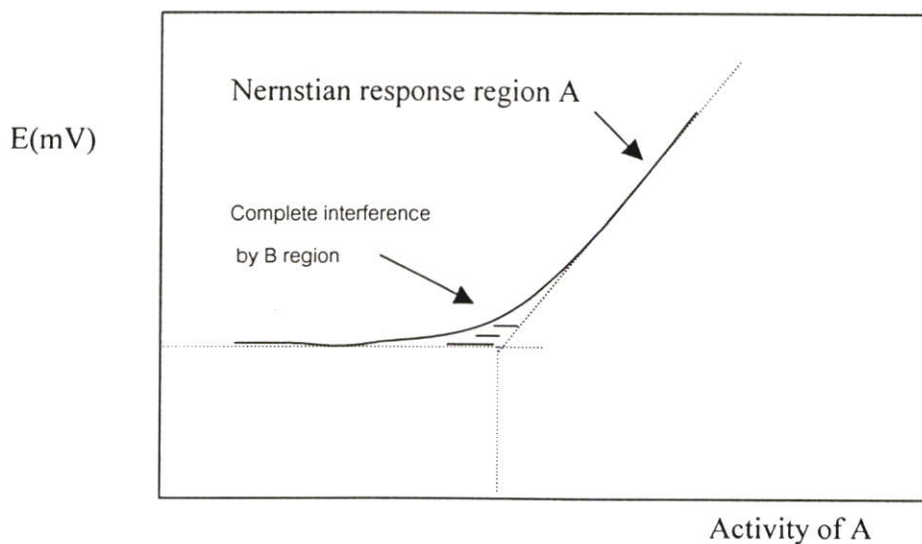 Nernstian response region A
E(mV)
Complete interference
by B region
Activity of A